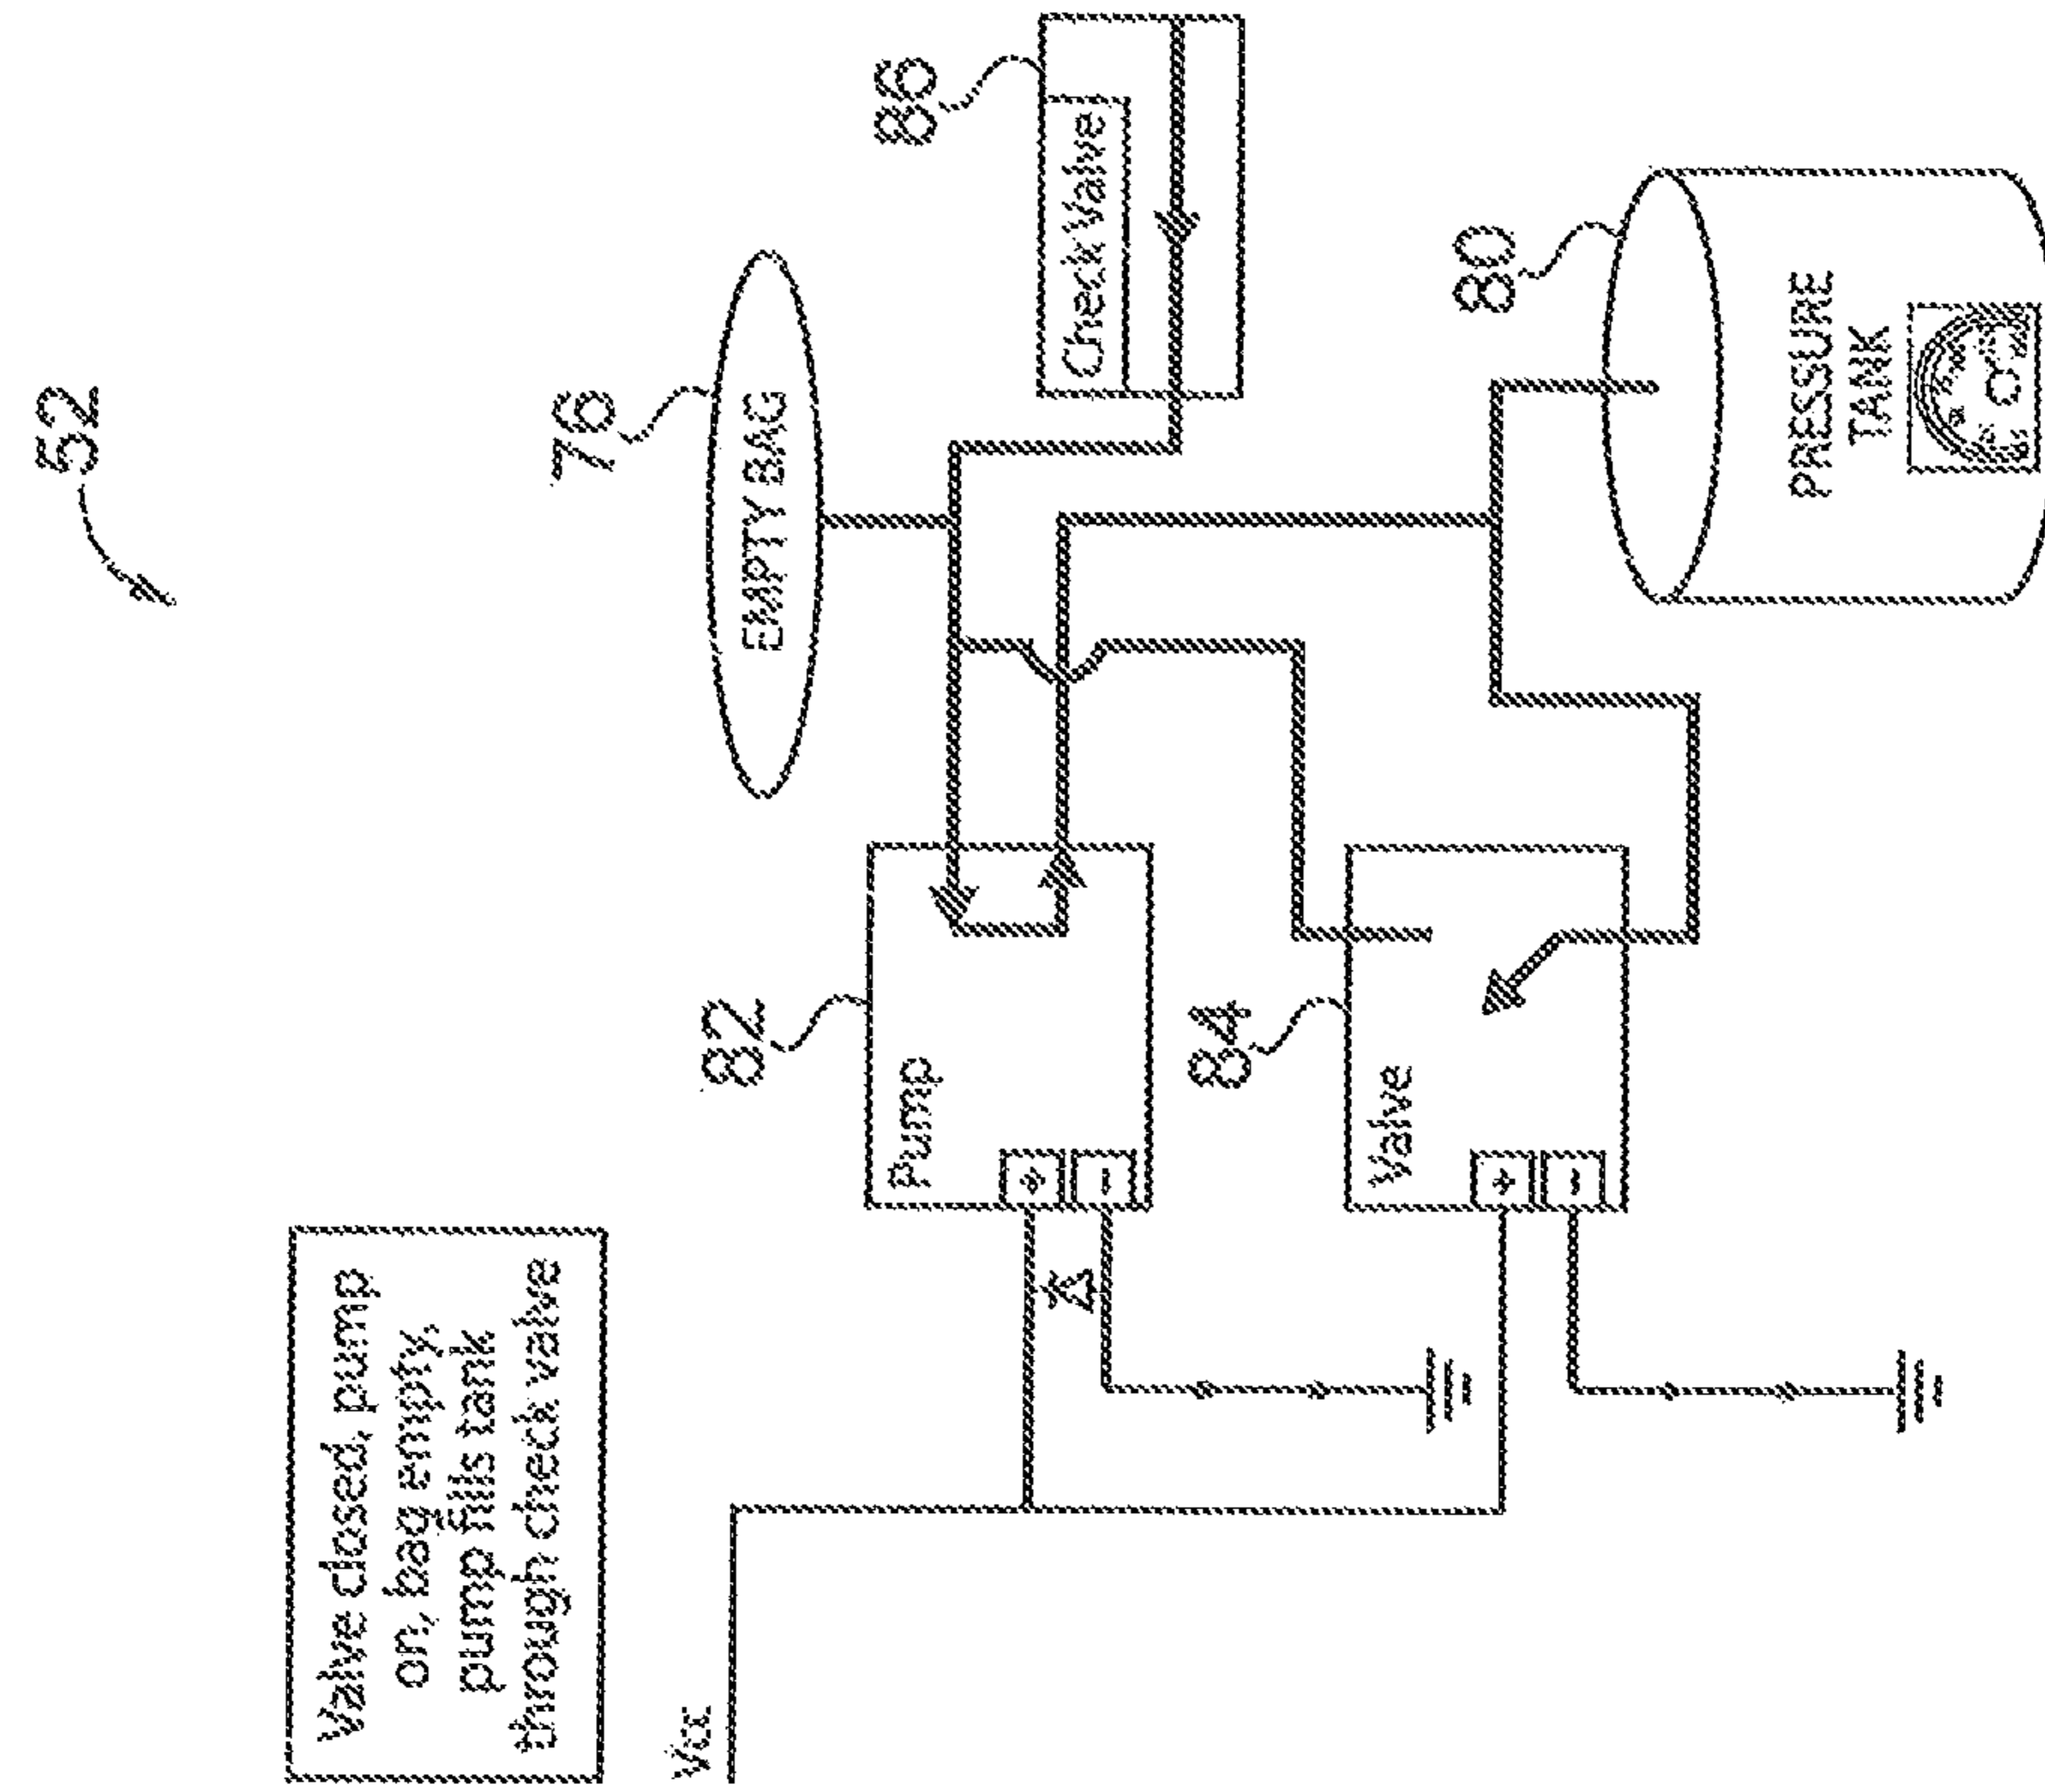 52
Valve closed, pump
on, bag empty,
pump fills tank
through check valve
Vcc
76
EMPTY BAG
82
Pump
+
-
86
Check Valve
84
Valve
+
-
80
PRESSURE
TANK